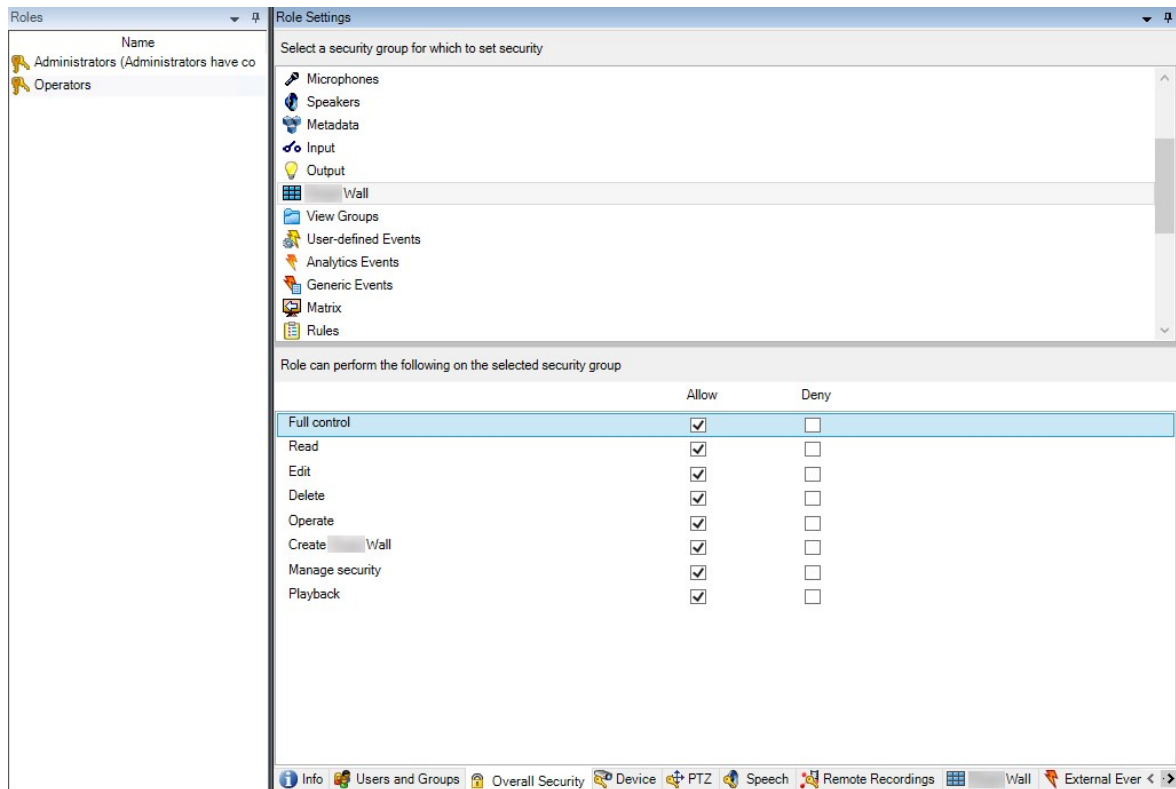 Roles
Name
Administrators (Administrators have co
Operators
Role Settings
Select a security group for which to set security
Microphones
Speakers
Metadata
Input
Output
Wall
View Groups
User-defined Events
Analytics Events
Generic Events
Matrix
Rules
Role can perform the following on the selected security group
Allow Deny
Full control
Read
Edit
Delete
Operate
Create Wall
Manage security
Playback
Info Users and Groups Overall Security Device PTZ Speech Remote Recordings Wall External Ever